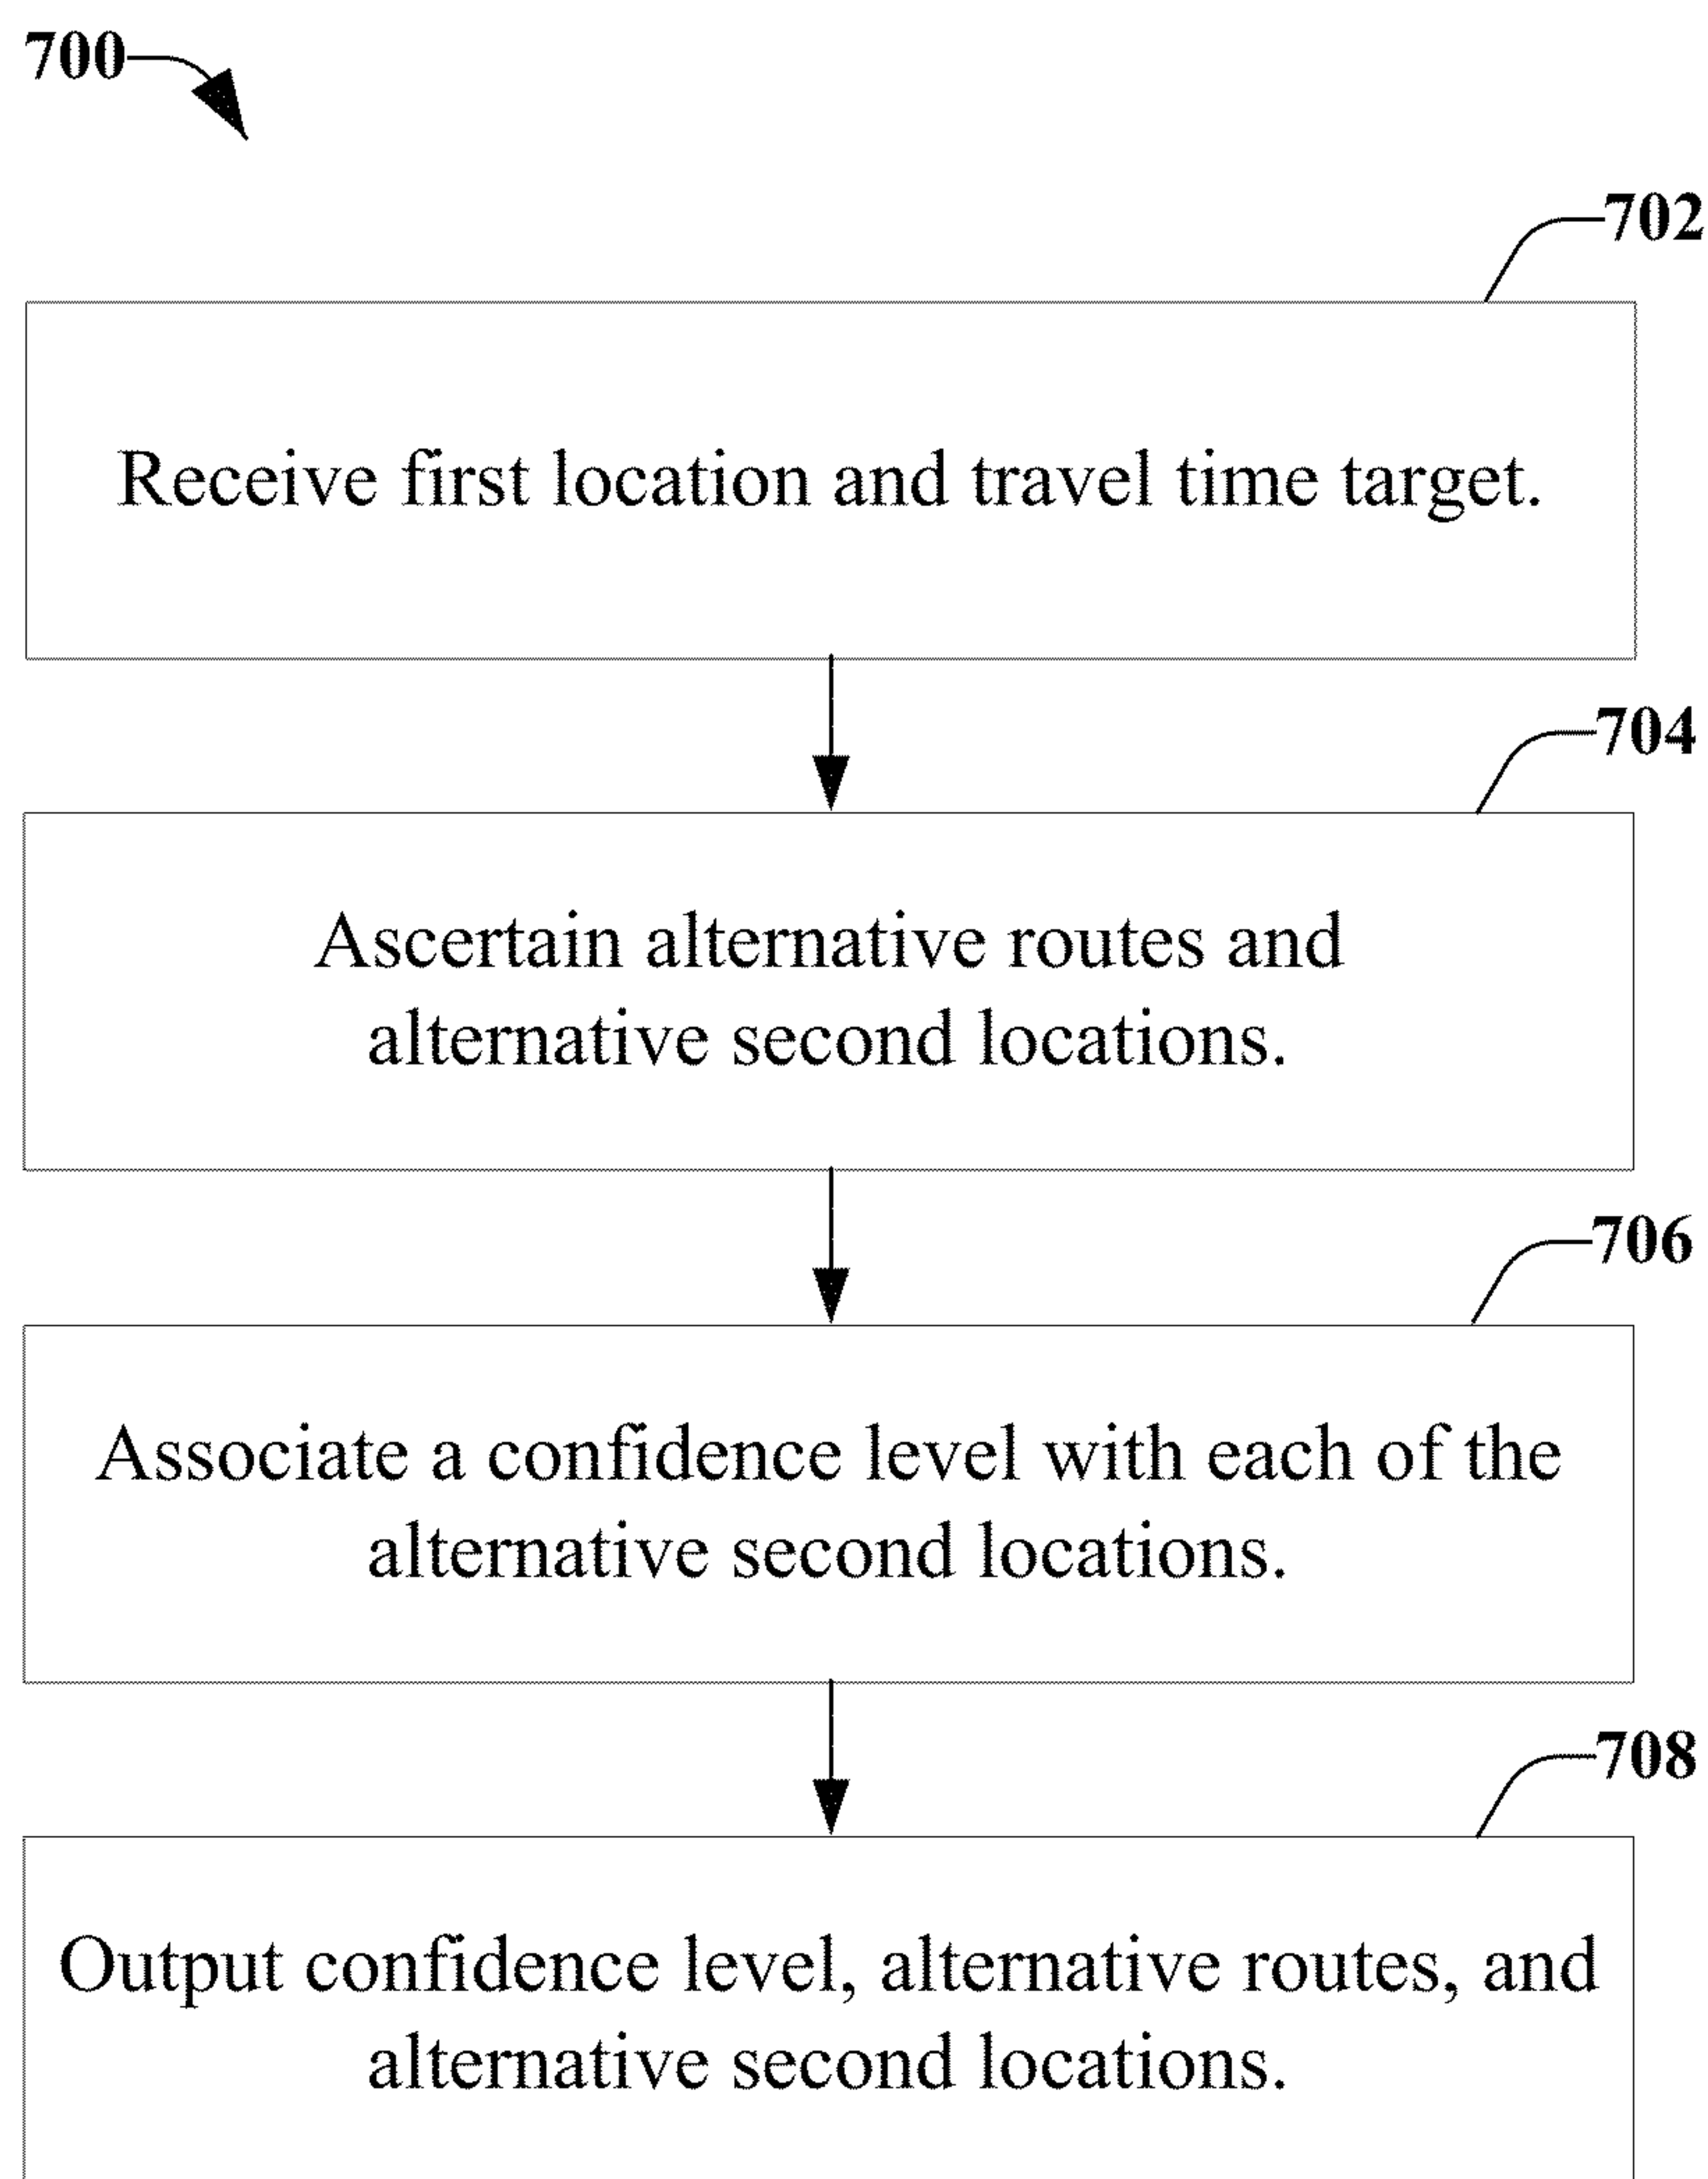 700
702
Receive first location and travel time target.
704
Ascertain alternative routes and
alternative second locations.
706
Associate a confidence level with each of the
alternative second locations.
708
Output confidence level, alternative routes, and
alternative second locations.